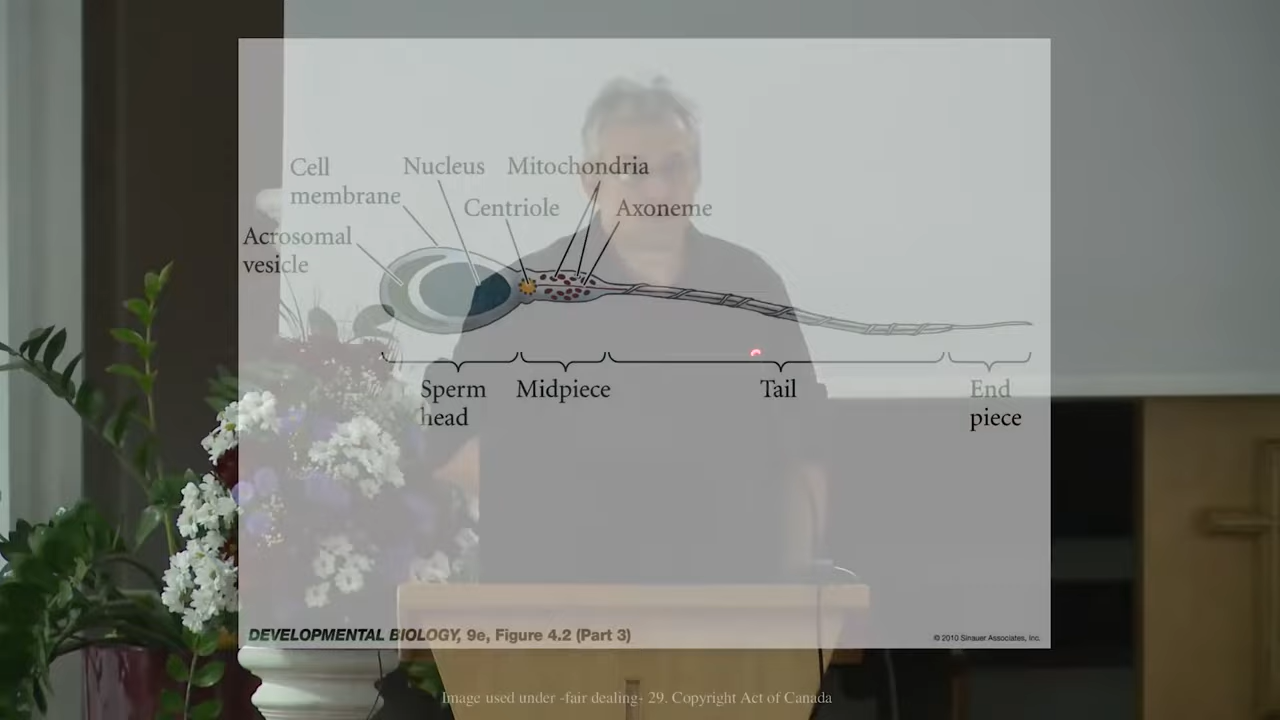 Cell
membrane
Nucleus
Mitochondria
Centriole
Axoneme
Acrosomal
vesicle
Sperm
head
Midpiece
Tail
End
piece
DEVELOPMENTAL BIOLOGY, 9e, Figure 4.2 (Part 3)
© 2010 Sinauer Associates, Inc.
Image used under -fair dealing- 29. Copyright Act of Canada